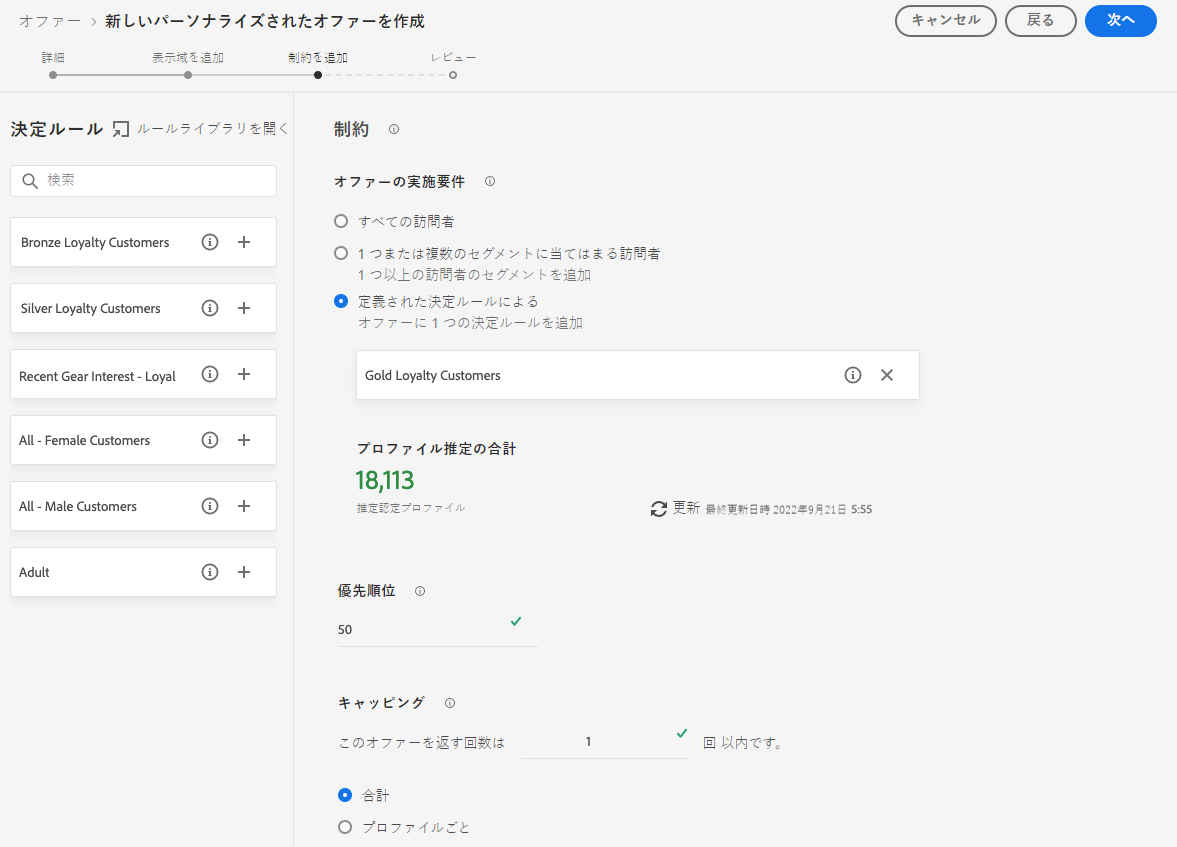 オファー > 新しいパーソナライズされたオファーを作成
キャンセル
戻る
次へ
詳細
表示域を追加
制約を追加
レビュー
決定ルール
ルールライブラリを開く
検索
Bronze Loyalty Customers
Silver Loyalty Customers
Recent Gear Interest - Loyal
All - Female Customers
All - Male Customers
Adult
制約
オファーの実施要件
すべての訪問者
1 つまたは複数のセグメントに当てはまる訪問者
1 つ以上の訪問者のセグメントを追加
定義された決定ルールによる
オファーに 1 つの決定ルールを追加
Gold Loyalty Customers
プロファイル推定の合計
18,113
推定認定プロファイル
更新 最終更新日時 2022年9月21日 5:55
優先順位
50
キャッピング
このオファーを返す回数は 1 回 以内です。
合計
プロファイルごと